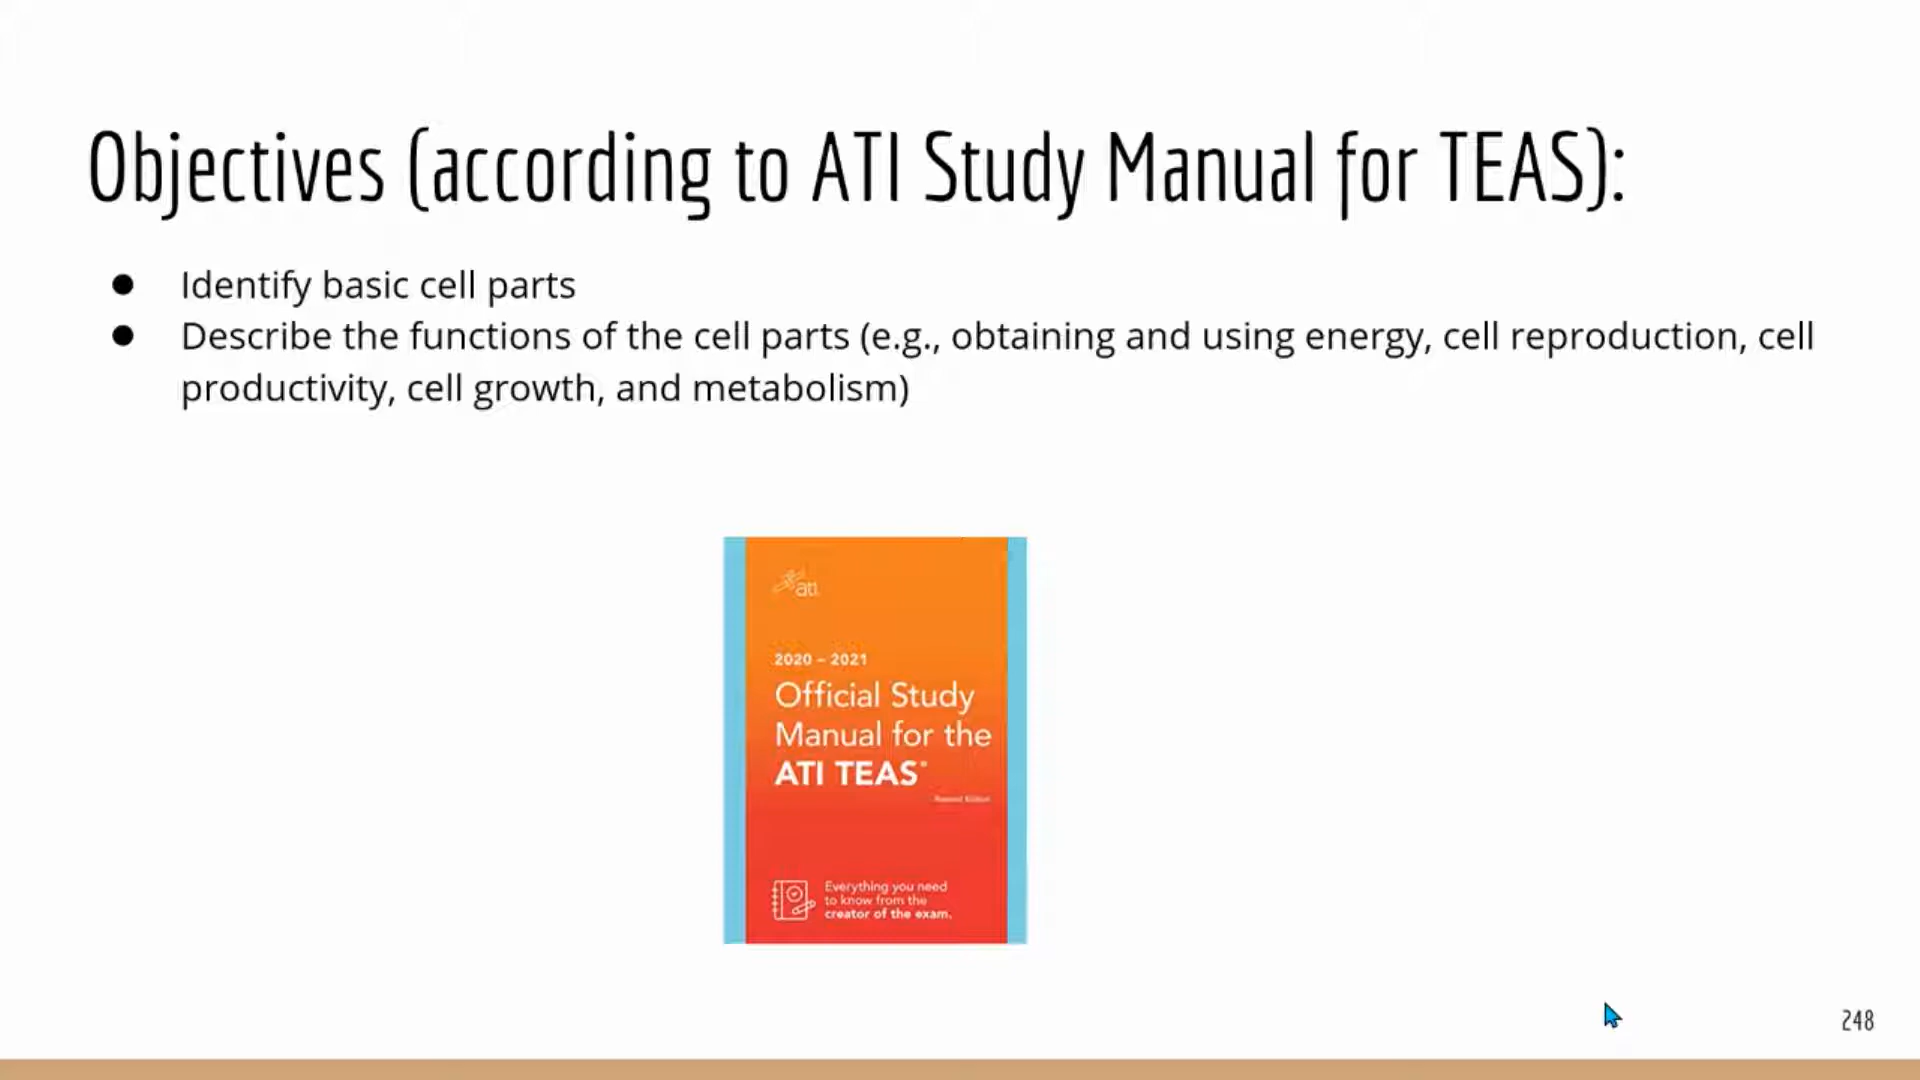 Objectives (according to ATI Study Manual for TEAS):
● Identify basic cell parts
● Describe the functions of the cell parts (e.g., obtaining and using energy, cell reproduction, cell
productivity, cell growth, and metabolism)
ati
2020 – 2021
Official Study
Manual for the
ATI TEAS®
Everything you need
to know from the
creator of the exam.
248